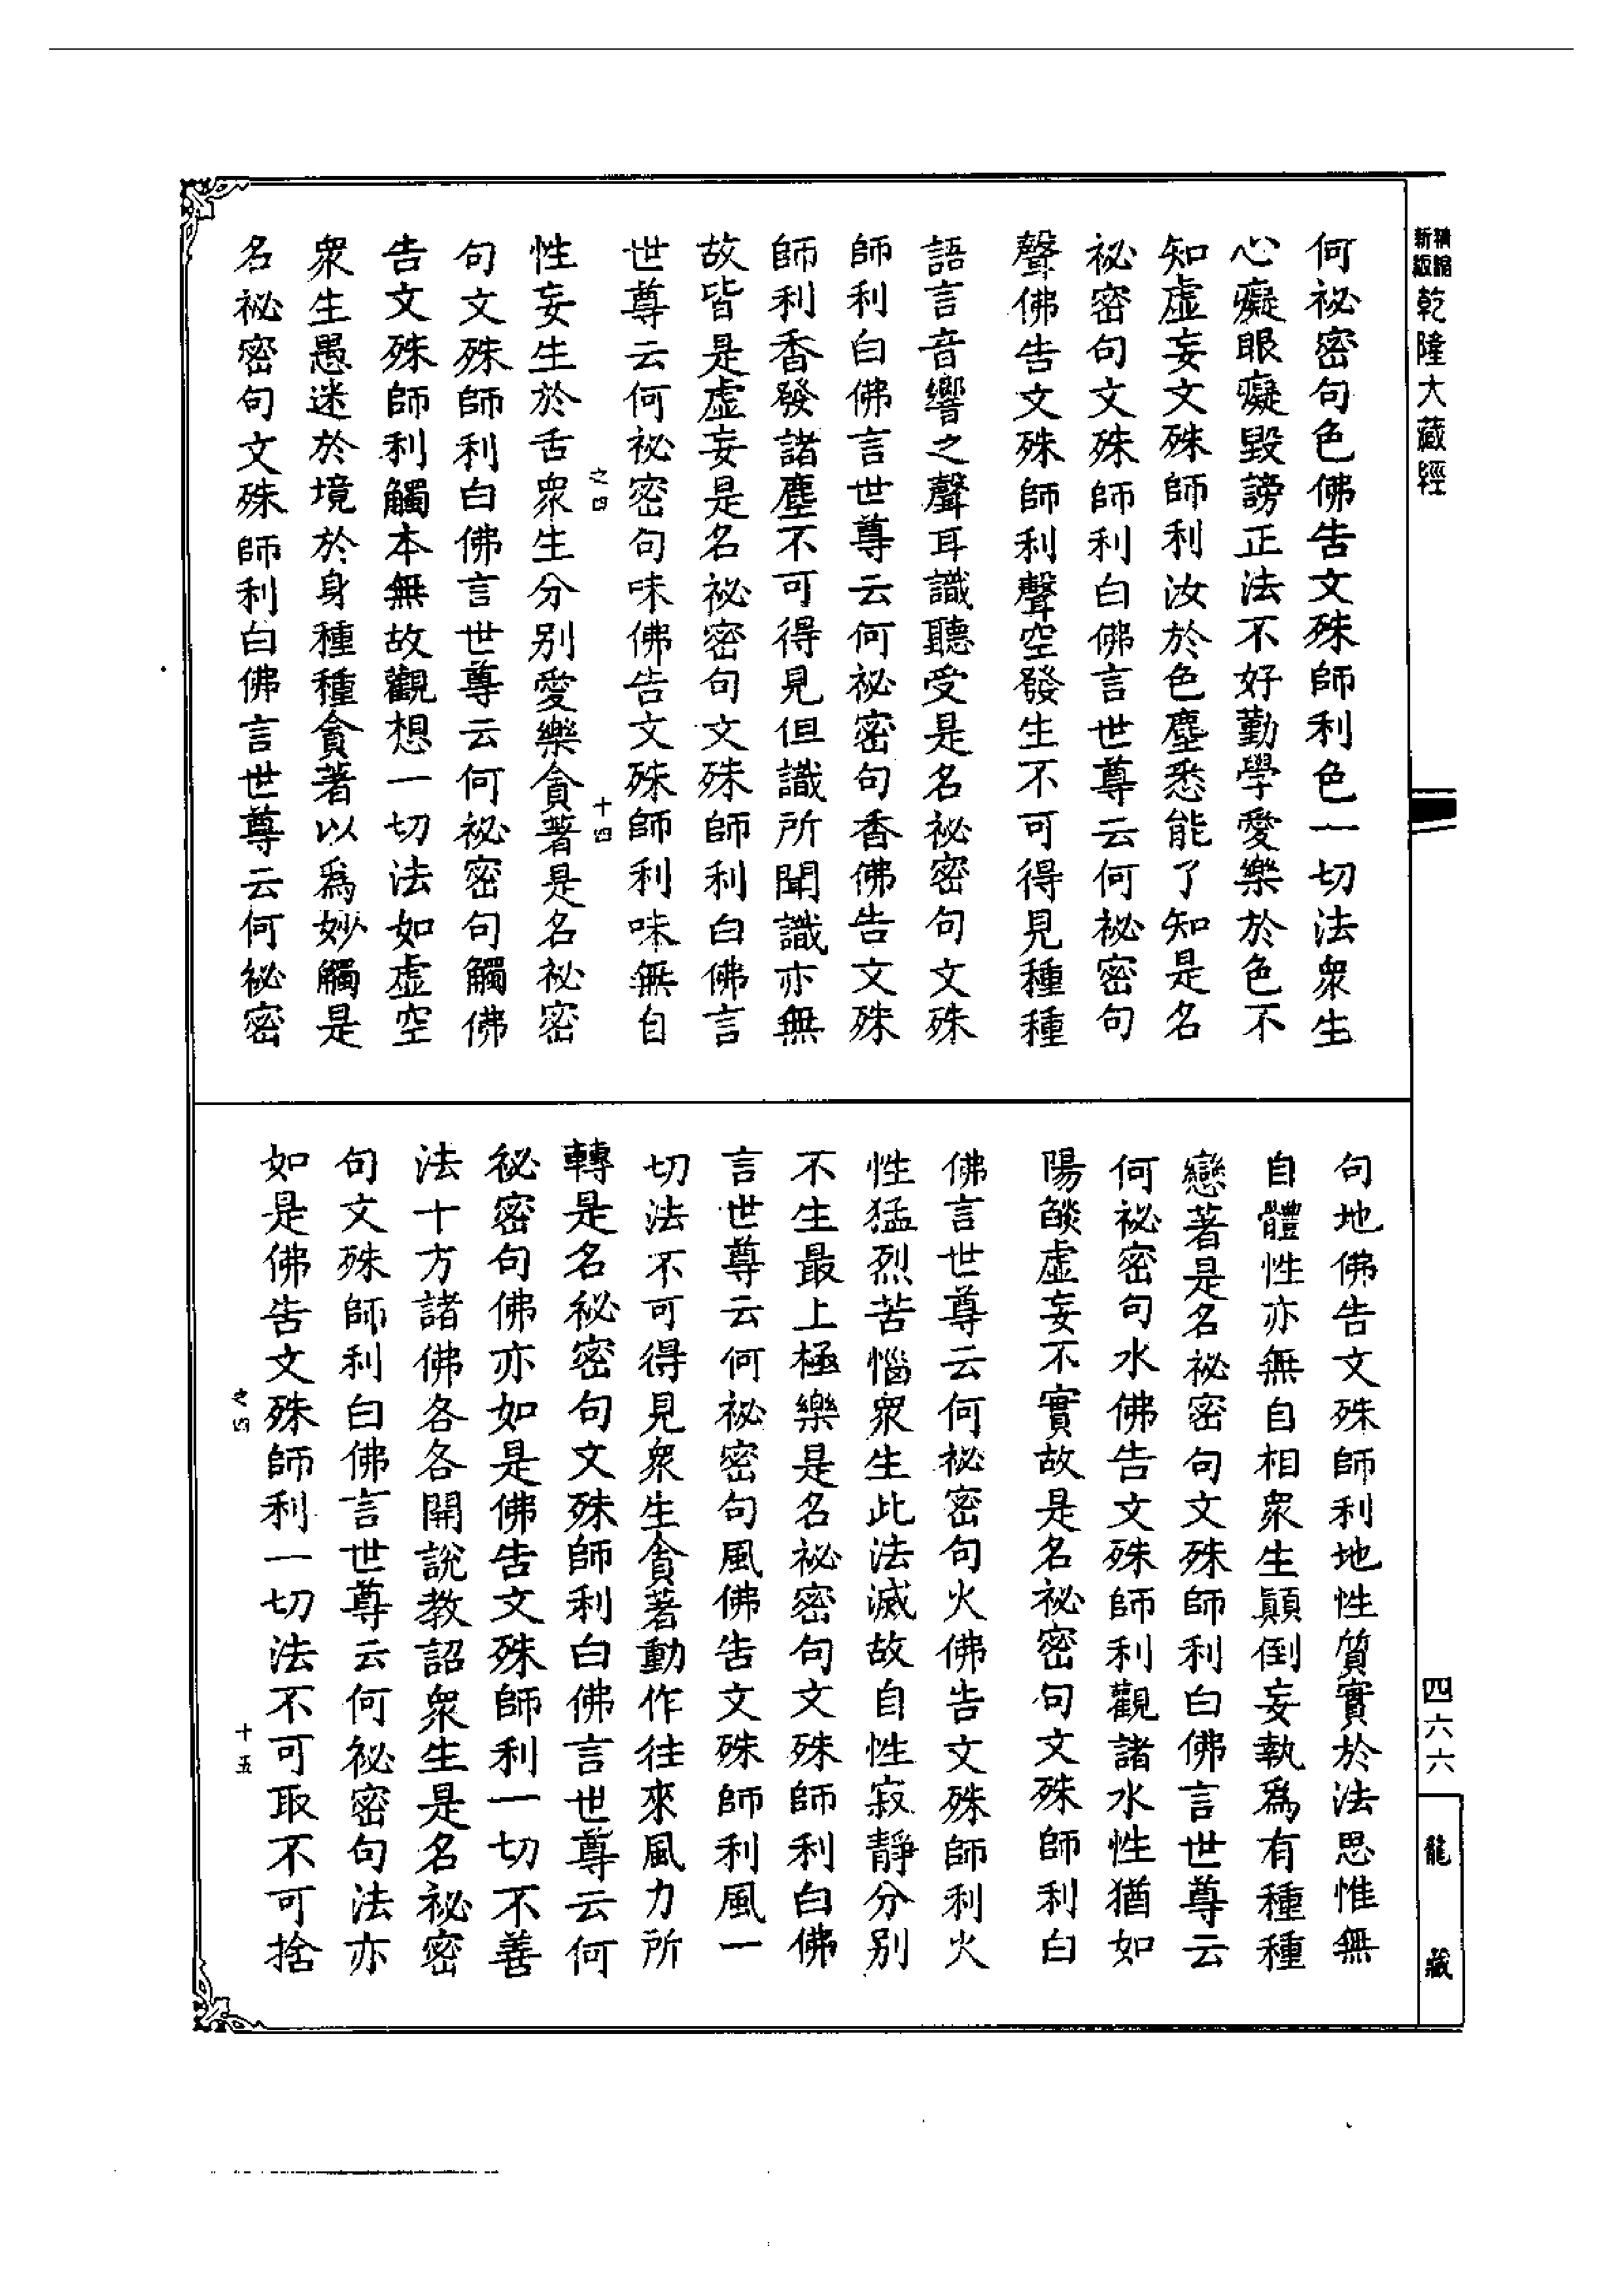 新版
精縮
乾隆大藏經
何祕密句色佛告文殊師利色一切法衆生
心癡眼癡毀謗正法不好勤學愛樂於色不
知虛妄文殊師利汝於色塵悉能了知是名
祕密句文殊師利白佛言世尊云何祕密句
聲佛告文殊師利聲空發生不可得見種種
語言音響之聲耳識聽受是名祕密句文殊
師利白佛言世尊云何祕密句香佛告文殊
師利香發諸塵不可得見但識所聞識亦無
故皆是虛妄是名祕密句文殊師利白佛言
世尊云何祕密句味佛告文殊師利味無自
之四
十四
性妄生於舌衆生分別愛樂貪著是名祕密
句文殊師利白佛言世尊云何祕密句觸佛
告文殊師利觸本無故觀想一切法如虛空
衆生愚迷於境於身種種貪著以爲妙觸是
名祕密句文殊師利白佛言世尊云何祕密
句地佛告文殊師利地性質實於法思惟無
自體性亦無自相衆生顛倒妄執爲有種種
戀著是名祕密句文殊師利白佛言世尊云
何祕密句水佛告文殊師利觀諸水性猶如
陽燄虛妄不實故是名祕密句文殊師利白
佛言世尊云何祕密句火佛告文殊師利火
性猛烈苦惱衆生此法滅故自性寂靜分別
不生最上極樂是名祕密句文殊師利白佛
言世尊云何祕密句風佛告文殊師利風一
切法不可得見衆生貪著動作往來風力所
轉是名祕密句文殊師利白佛言世尊云何
祕密句佛亦如是佛告文殊師利一切不善
法十方諸佛各各開說教詔衆生是名祕密
句文殊師利白佛言世尊云何祕密句法亦
如是佛告文殊師利一切法不可取不可捨
之四
十五
四六六
龍藏